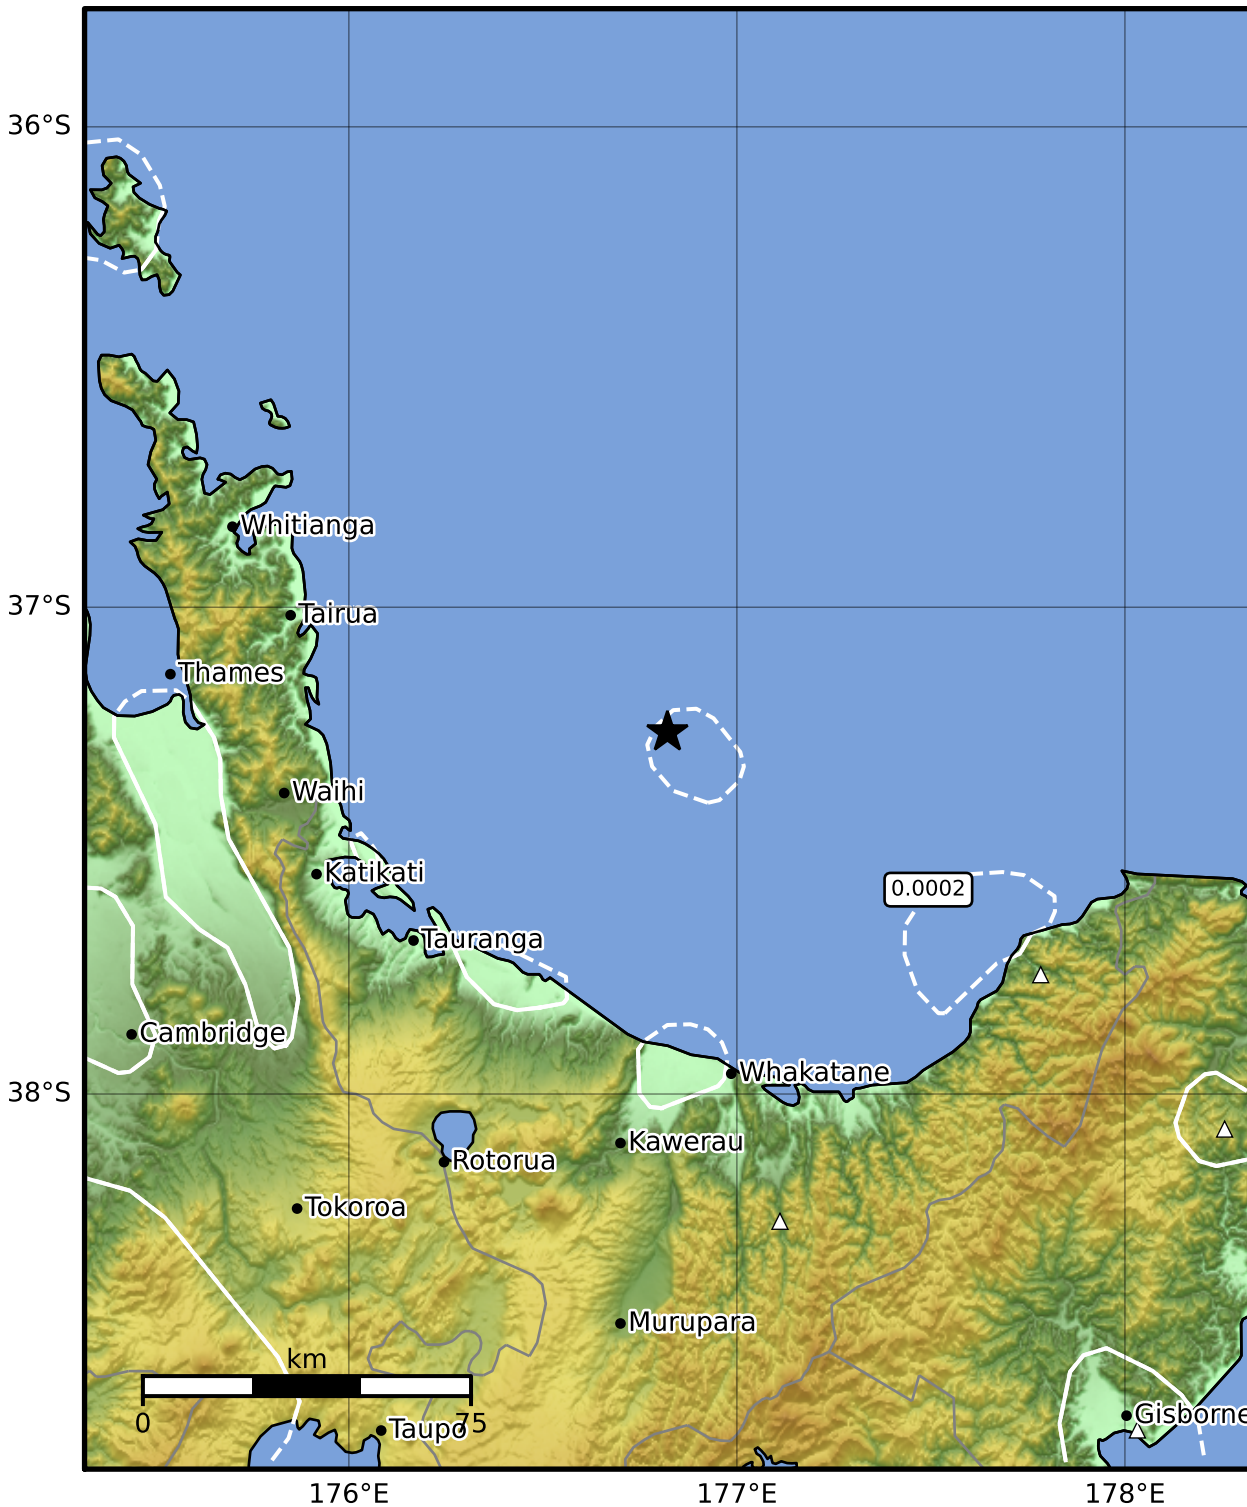 36°S
Whitianga
37°S
Tairua
Thames
Waihi
Katikati
0.0002
Tauranga
Cambridge
Whakatane
38°S
Kawerau
Rotorua
Tokoroa
Murupara
km
0
75
Taupo
Gisborne
176°E
177°E
178°E